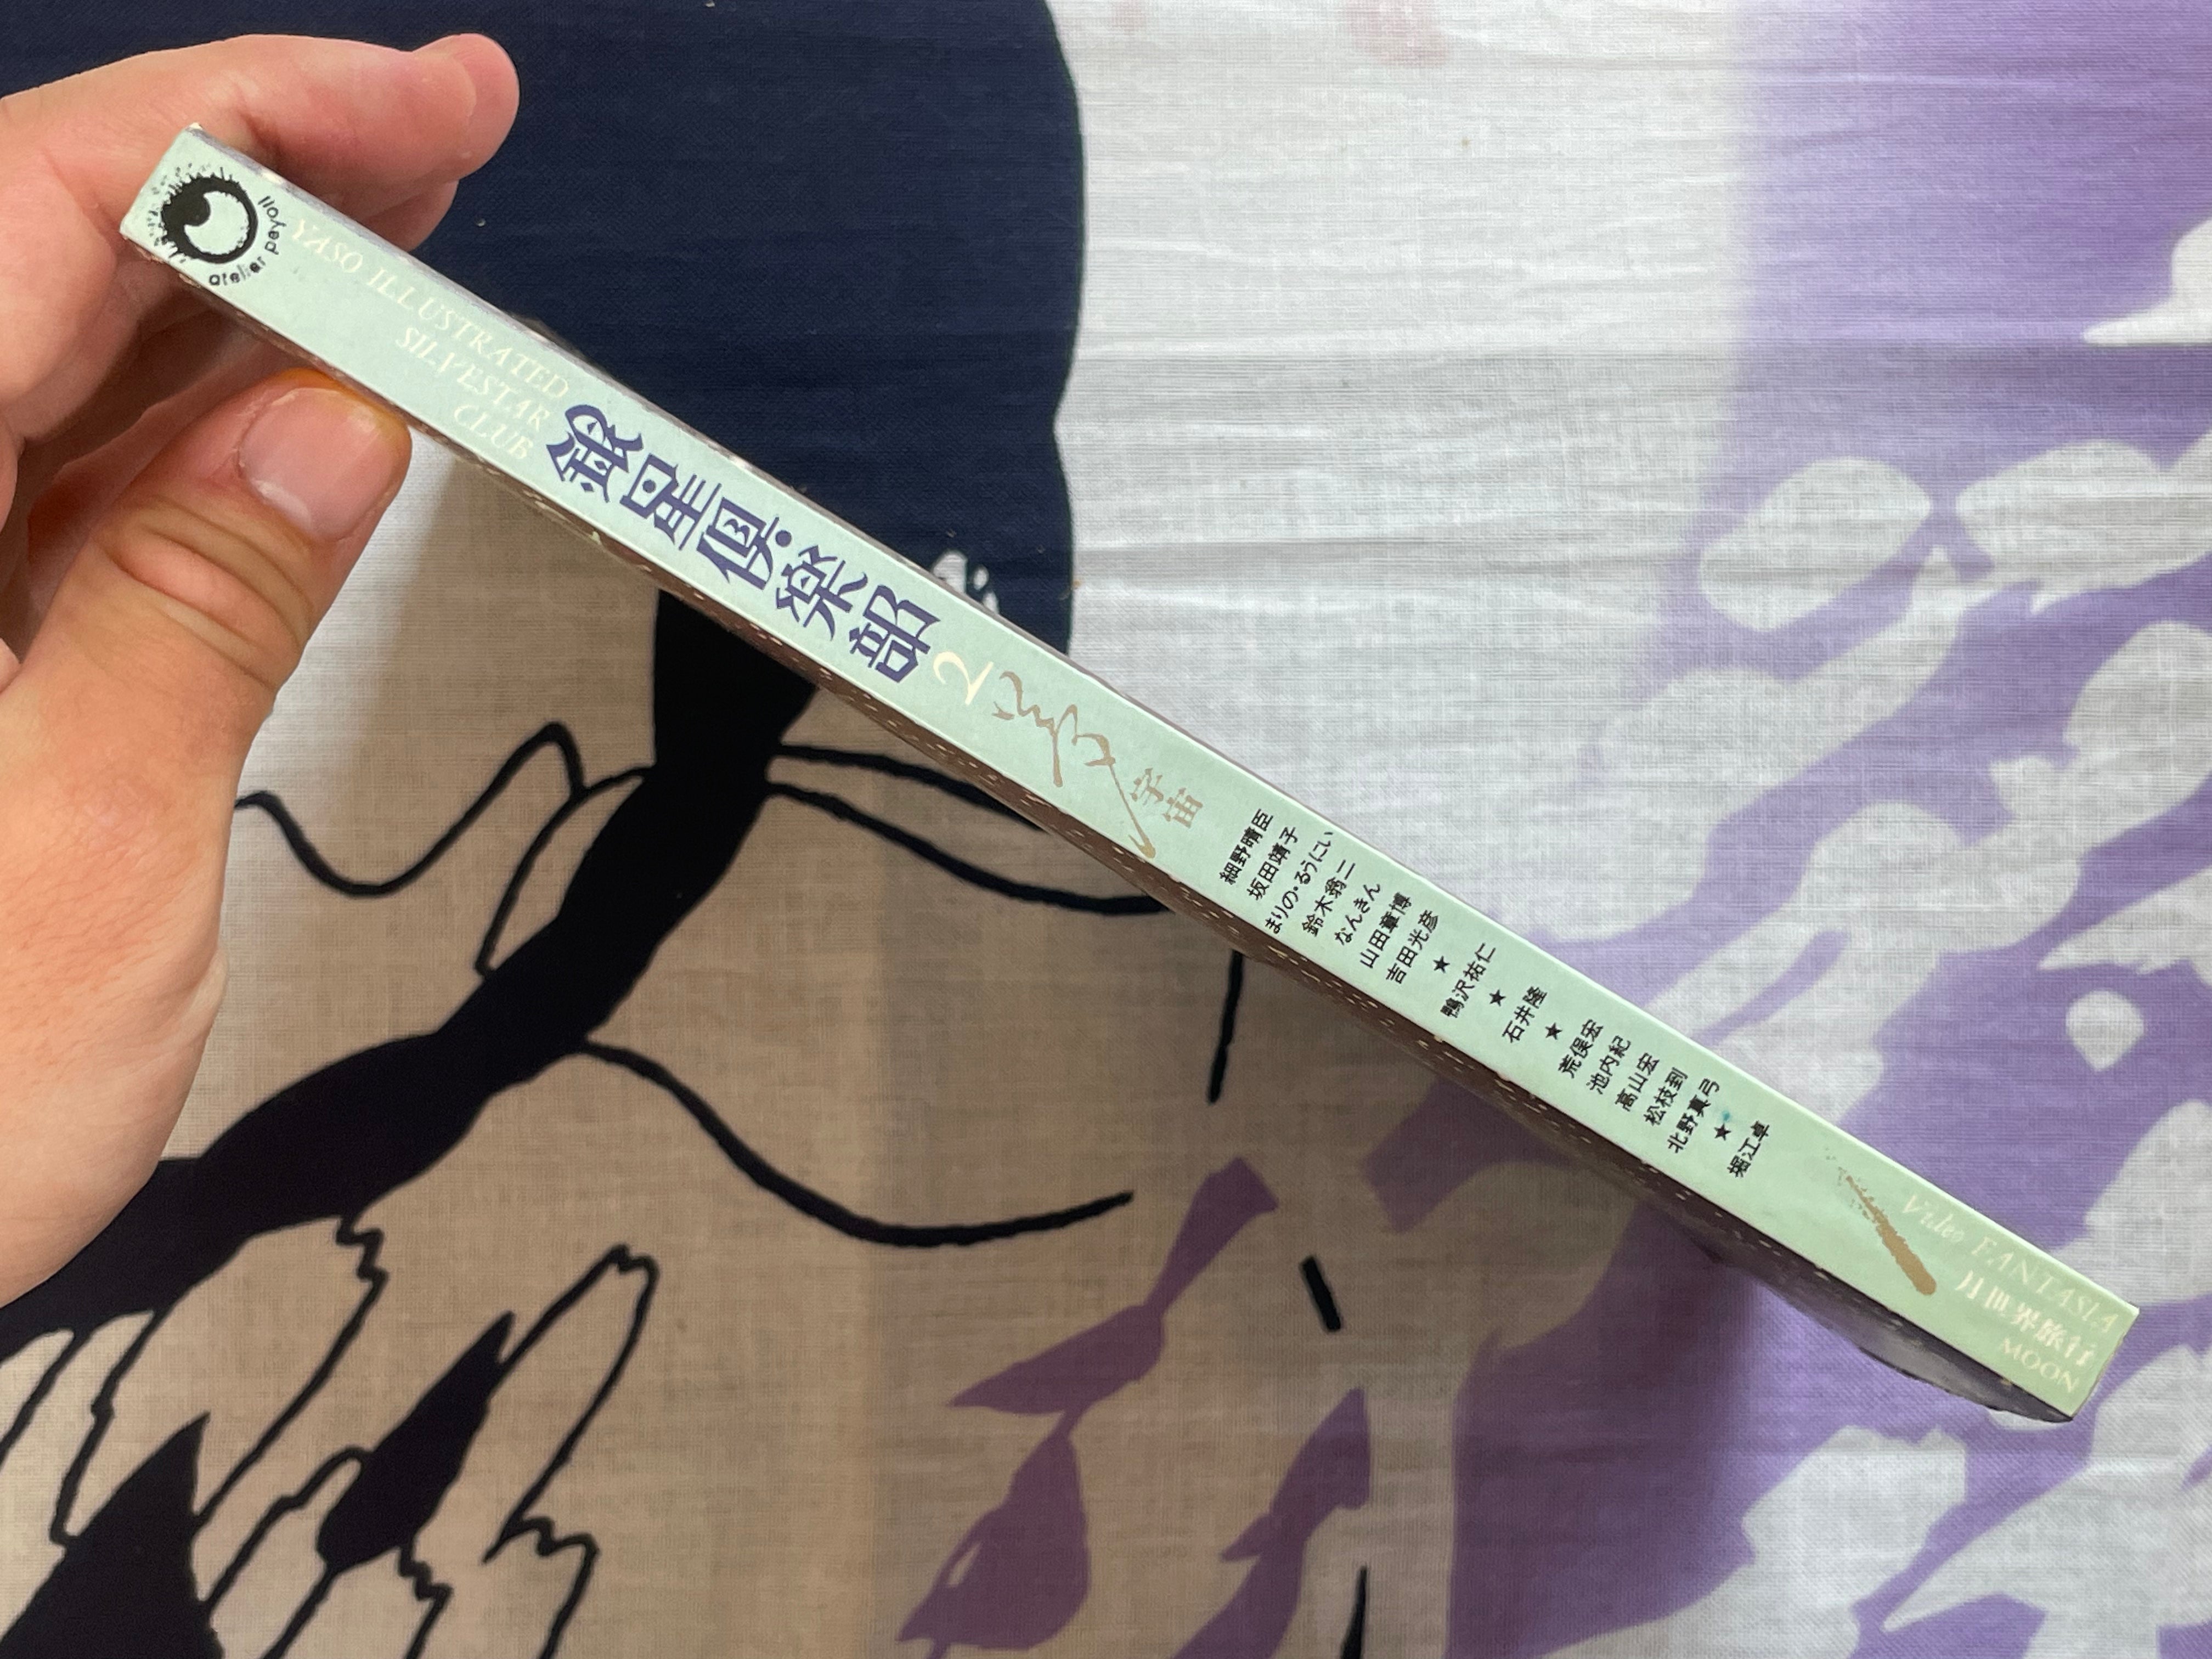 atelier peyotl
YASO ILLUSTRATED
SILVESTAR
CLUB
銀星倶楽部2
夢宇宙
細野晴臣
坂田靖子
まりの・るうにい
鈴木翁二
なんきん
山田章博
吉田光彦
★
鴨沢祐仁
★
石井隆
★
荒俣宏
池内紀
高山宏
松枝到
北野真弓
★
堀江卓
Video FANTASIA
月世界旅行
MOON